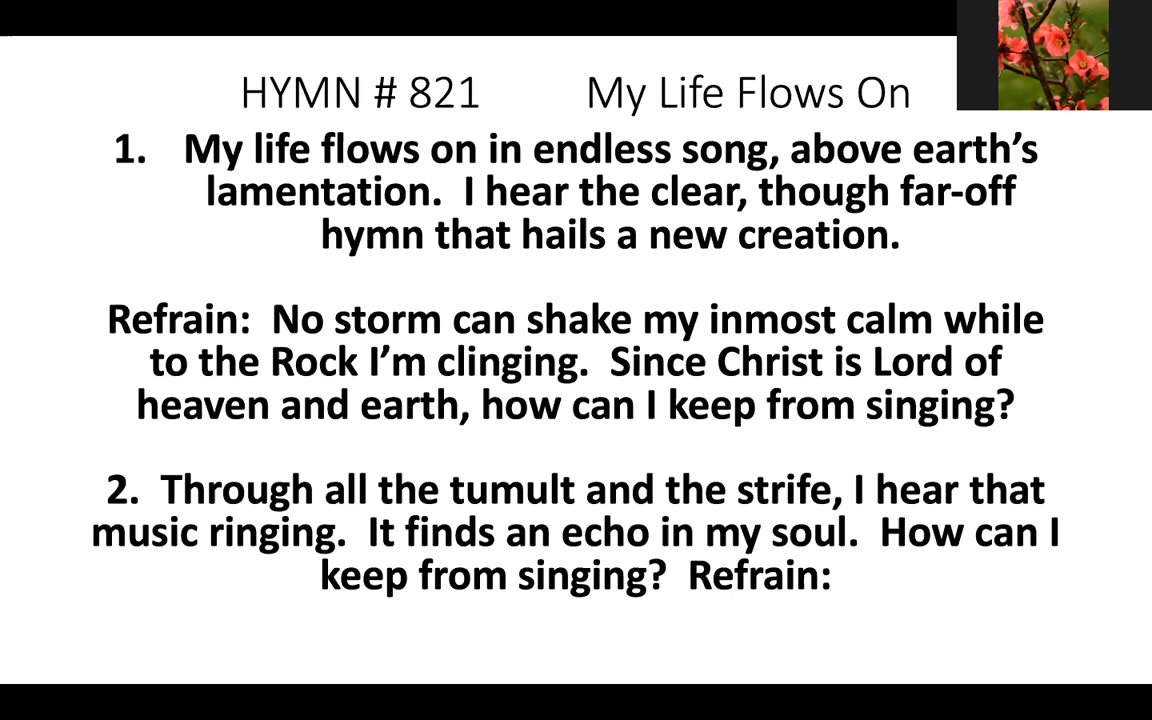 HYMN # 821 My Life Flows On
1. My life flows on in endless song, above earth’s
lamentation. I hear the clear, though far-off
hymn that hails a new creation.
Refrain: No storm can shake my inmost calm while
to the Rock I’m clinging. Since Christ is Lord of
heaven and earth, how can I keep from singing?
2. Through all the tumult and the strife, I hear that
music ringing. It finds an echo in my soul. How can I
keep from singing? Refrain: